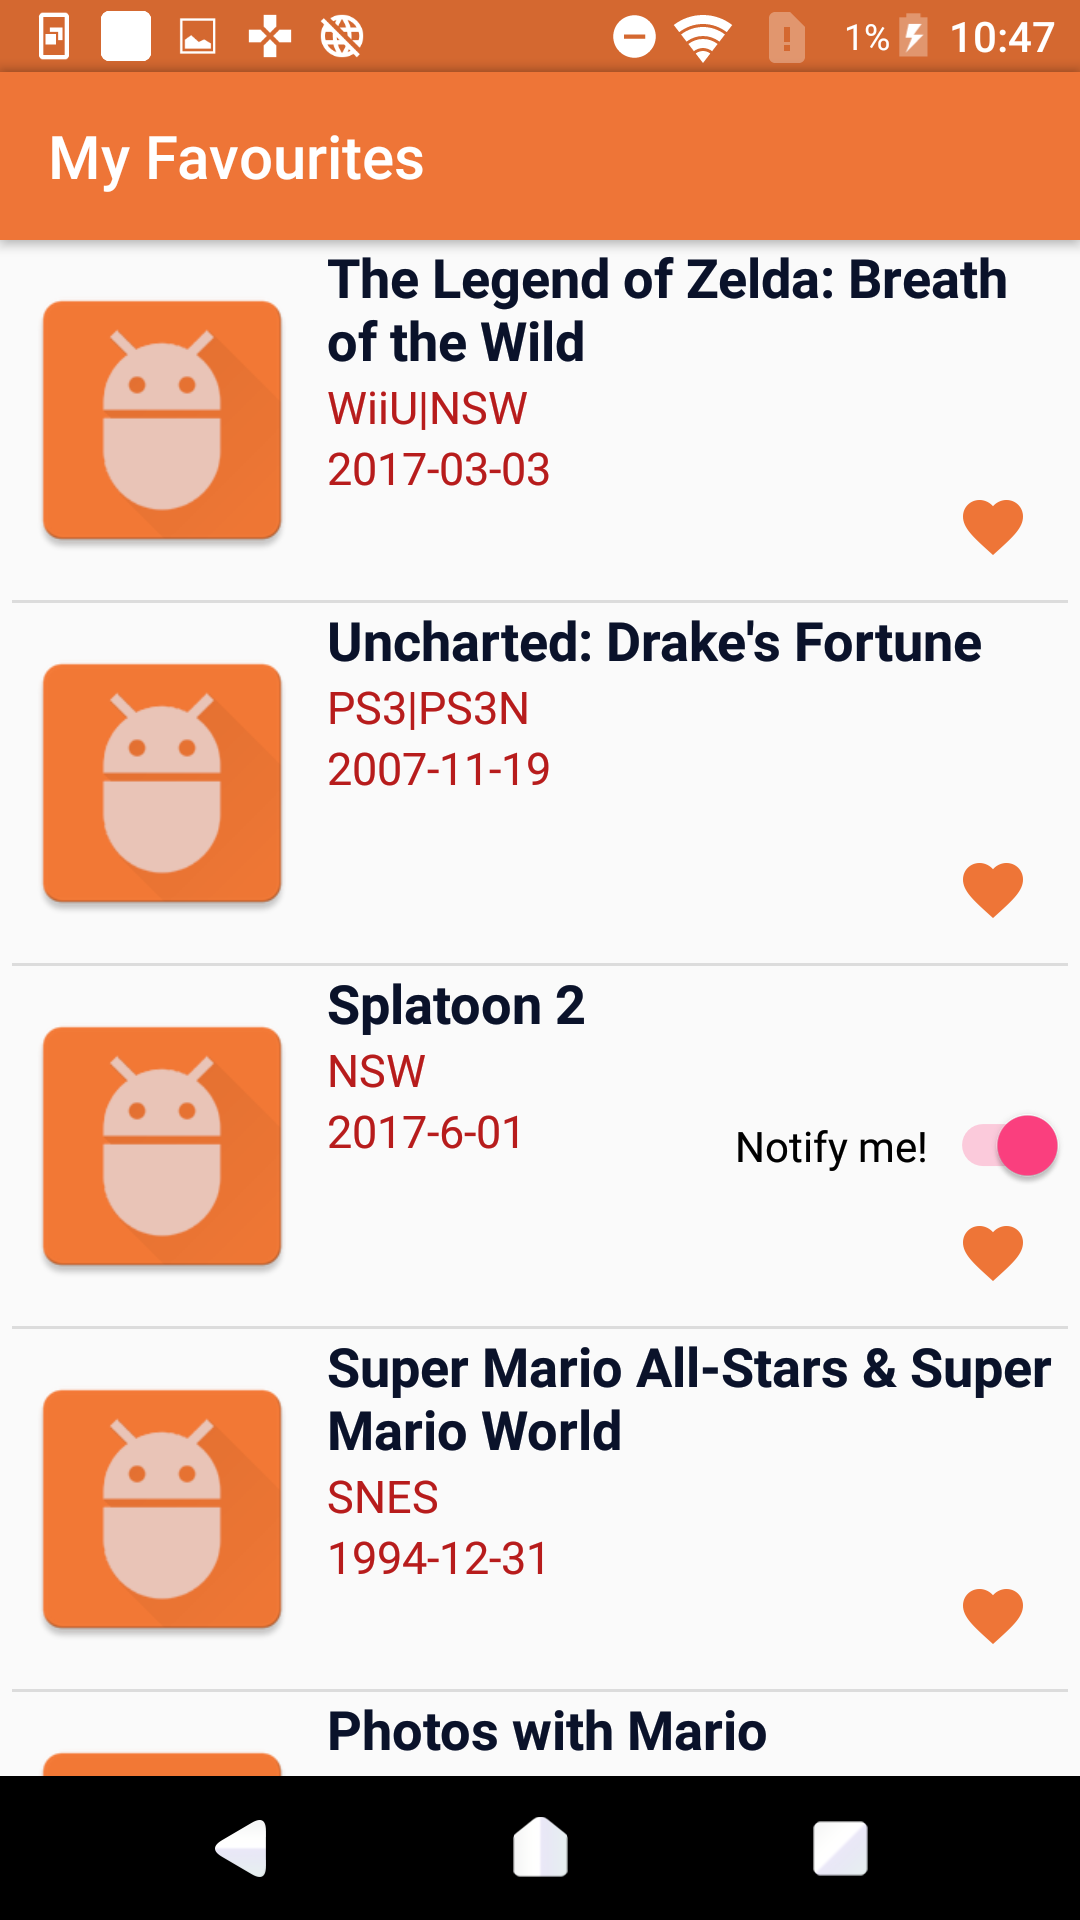 1% 10:47
My Favourites
The Legend of Zelda: Breath
of the Wild
WiiU|NSW
2017-03-03
Uncharted: Drake's Fortune
PS3|PS3N
2007-11-19
Splatoon 2
NSW
2017-6-01
Notify me!
Super Mario All-Stars & Super
Mario World
SNES
1994-12-31
Photos with Mario